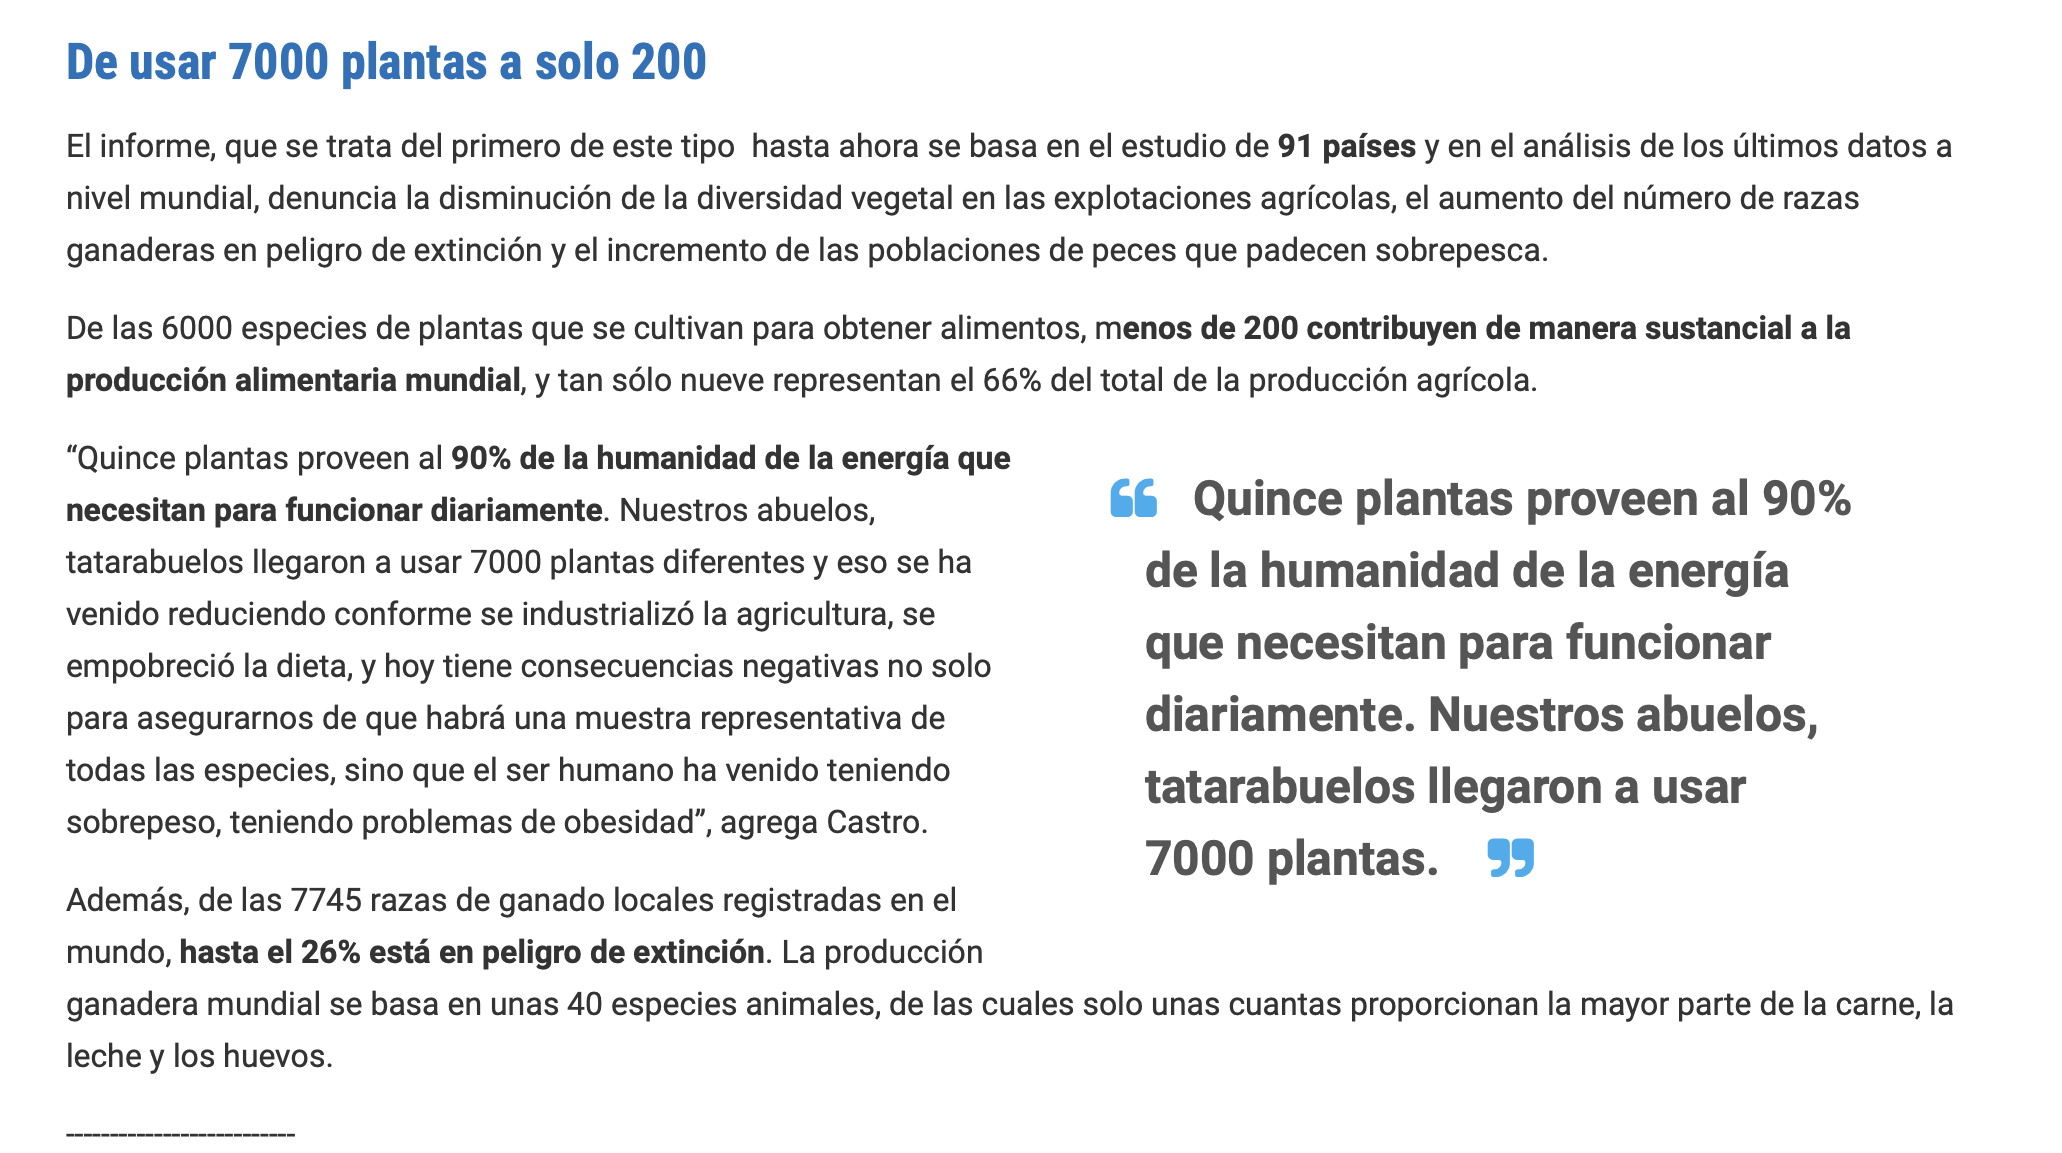 De usar 7000 plantas a solo 200
El informe, que se trata del primero de este tipo  hasta ahora se basa en el estudio de 91 países y en el análisis de los últimos datos a
nivel mundial, denuncia la disminución de la diversidad vegetal en las explotaciones agrícolas, el aumento del número de razas
ganaderas en peligro de extinción y el incremento de las poblaciones de peces que padecen sobrepesca.
De las 6000 especies de plantas que se cultivan para obtener alimentos, menos de 200 contribuyen de manera sustancial a la
producción alimentaria mundial, y tan sólo nueve representan el 66% del total de la producción agrícola.
“Quince plantas proveen al 90% de la humanidad de la energía que
necesitan para funcionar diariamente. Nuestros abuelos,
tatarabuelos llegaron a usar 7000 plantas diferentes y eso se ha
venido reduciendo conforme se industrializó la agricultura, se
empobreció la dieta, y hoy tiene consecuencias negativas no solo
para asegurarnos de que habrá una muestra representativa de
todas las especies, sino que el ser humano ha venido teniendo
sobrepeso, teniendo problemas de obesidad”, agrega Castro.
“ Quince plantas proveen al 90%
de la humanidad de la energía
que necesitan para funcionar
diariamente. Nuestros abuelos,
tatarabuelos llegaron a usar
7000 plantas. ”
Además, de las 7745 razas de ganado locales registradas en el
mundo, hasta el 26% está en peligro de extinción. La producción
ganadera mundial se basa en unas 40 especies animales, de las cuales solo unas cuantas proporcionan la mayor parte de la carne, la
leche y los huevos.
__________________________